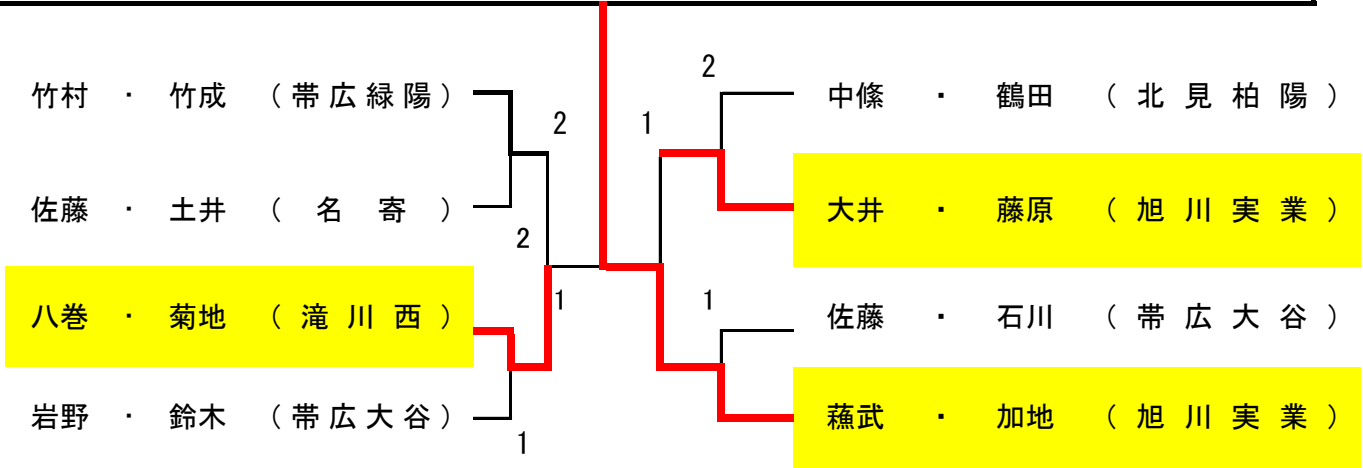 竹村 ・ 竹成 (帯広緑陽)
佐藤 ・ 土井 (名寄)
八巻 ・ 菊地 (滝川西)
岩野 ・ 鈴木 (帯広大谷)
2
2
1
1
2
1
1
中條 ・ 鶴田 (北見柏陽)
大井 ・ 藤原 (旭川実業)
佐藤 ・ 石川 (帯広大谷)
蘓武 ・ 加地 (旭川実業)